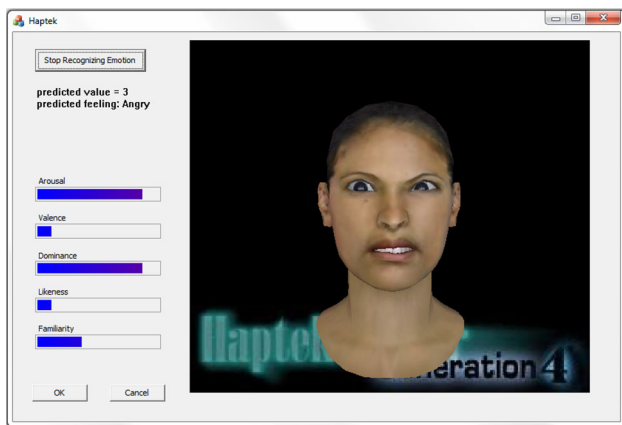 Haptek
Stop Recognizing Emotion
predicted value = 3
predicted feeling: Angry
Arousal
Valence
Dominance
Likeness
Familiarity
OK
Cancel
Haptek
eration 4